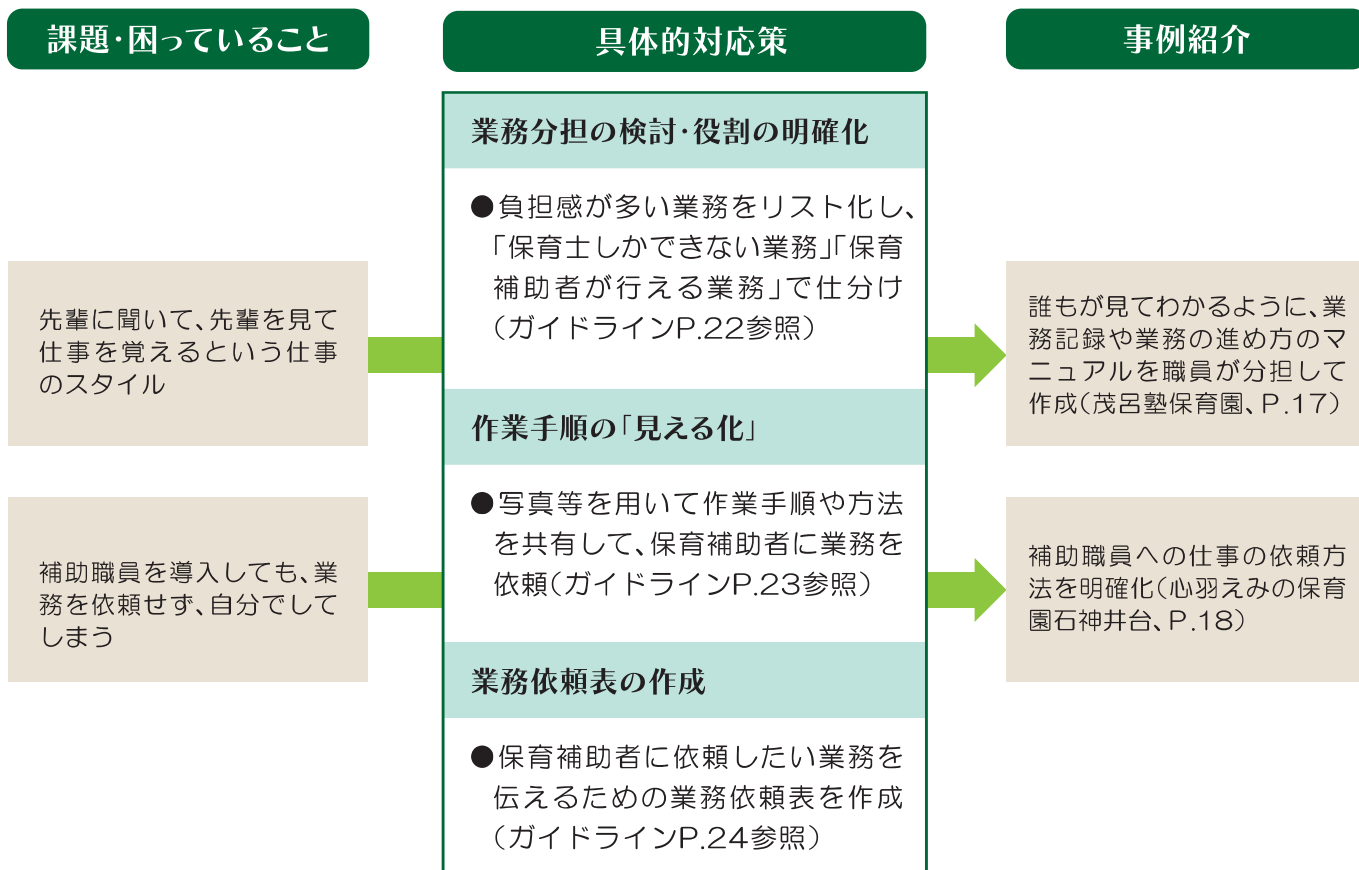 課題・困っていること
先輩に聞いて、先輩を見て
仕事を覚えるという仕事
のスタイル
補助職員を導入しても、業
務を依頼せず、自分でして
しまう
具体的対応策
業務分担の検討・役割の明確化
●負担感が多い業務をリスト化し、
「保育士しかできない業務」「保育
補助者が行える業務」で仕分け
（ガイドラインP.22参照）
作業手順の「見える化」
●写真等を用いて作業手順や方法
を共有して、保育補助者に業務を
依頼（ガイドラインP.23参照）
業務依頼表の作成
●保育補助者に依頼したい業務を
伝えるための業務依頼表を作成
（ガイドラインP.24参照）
事例紹介
誰もが見てわかるように、業
務記録や業務の進め方のマ
ニュアルを職員が分担して
作成（茂呂塾保育園、P.17）
補助職員への仕事の依頼方
法を明確化（心羽えみの保育
園石神井台、P.18）